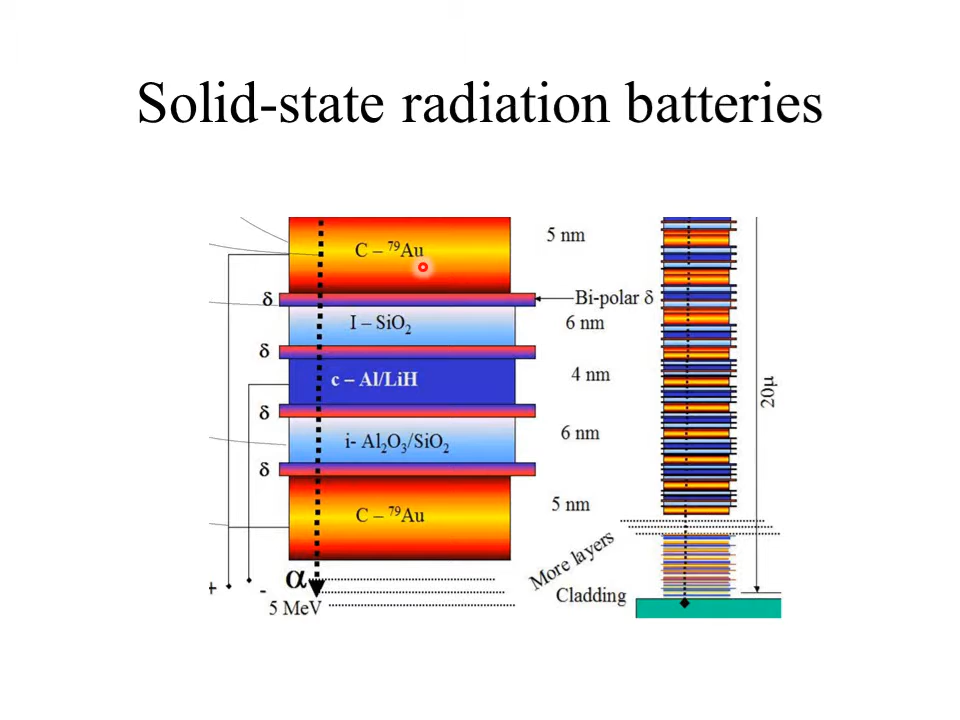 Solid-state radiation batteries
C – ⁷⁹Au
5 nm
δ
Bi-polar δ
I – SiO₂
6 nm
δ
c – Al/LiH
4 nm
δ
i- Al₂O₃/SiO₂
6 nm
δ
C – ⁷⁹Au
5 nm
20μ
More layers
Cladding
+
-
α
5 MeV